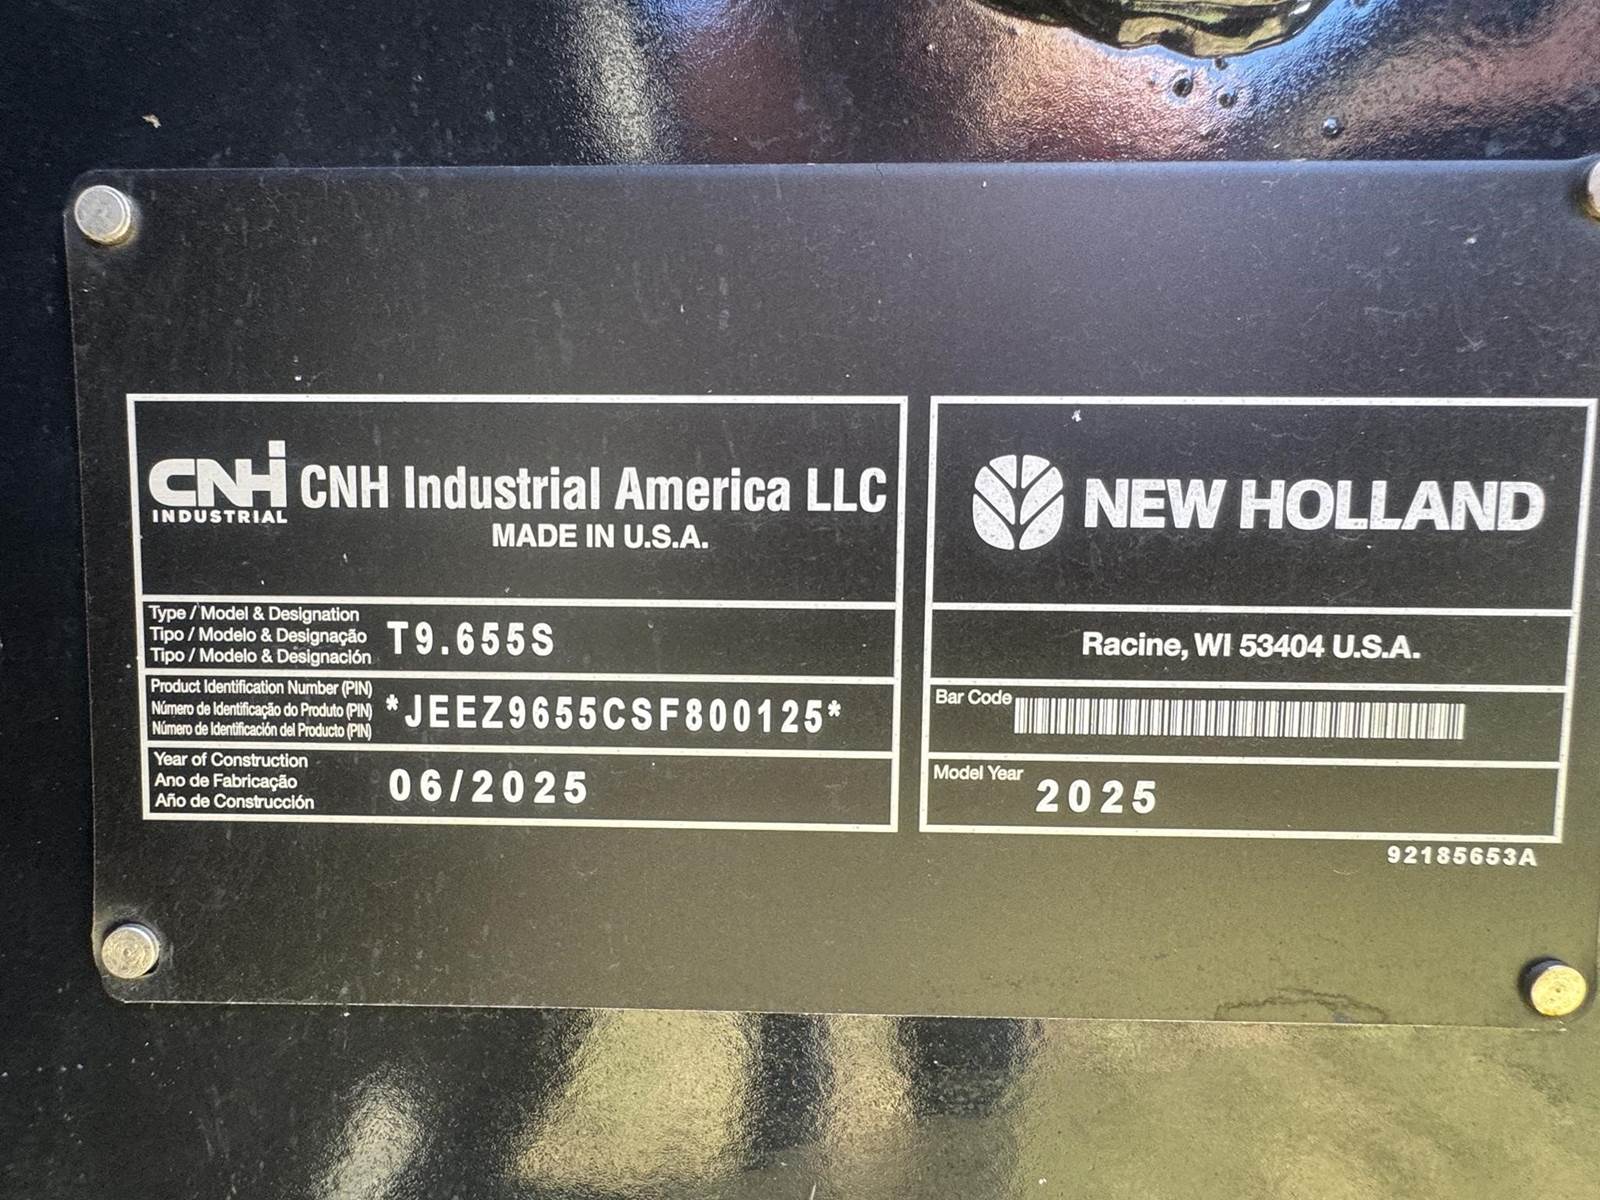 CNH INDUSTRIAL
CNH Industrial America LLC
MADE IN U.S.A.
Type / Model & Designation
Tipo / Modelo & Designação
Tipo / Modelo & Designación
T9.655S
Product Identification Number (PIN)
Número de Identificação do Produto (PIN)
Número de Identificación del Producto (PIN)
*JEEZ9655CSF800125*
Year of Construction
Ano de Fabricação
Año de Construcción
06/2025
NEW HOLLAND
Racine, WI 53404 U.S.A.
Bar Code
Model Year
2025
92185653A